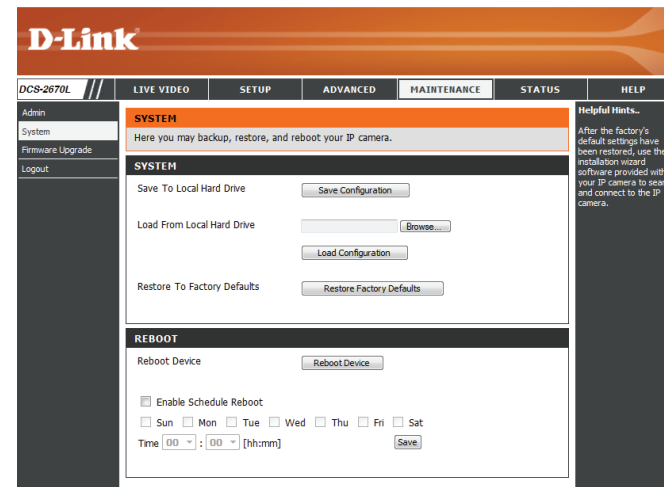 D-Link
DCS-2670L
LIVE VIDEO
SETUP
ADVANCED
MAINTENANCE
STATUS
HELP
Admin
System
Firmware Upgrade
Logout
SYSTEM
Here you may backup, restore, and reboot your IP camera.
SYSTEM
Save To Local Hard Drive
Save Configuration
Load From Local Hard Drive
Browse...
Load Configuration
Restore To Factory Defaults
Restore Factory Defaults
REBOOT
Reboot Device
Reboot Device
Enable Schedule Reboot
Sun Mon Tue Wed Thu Fri Sat
Time 00 : 00 [hh:mm] Save
Helpful Hints..
After the factory's
default settings have
been restored, use the
installation wizard
software provided with
your IP camera to
and connect to the IP
camera.